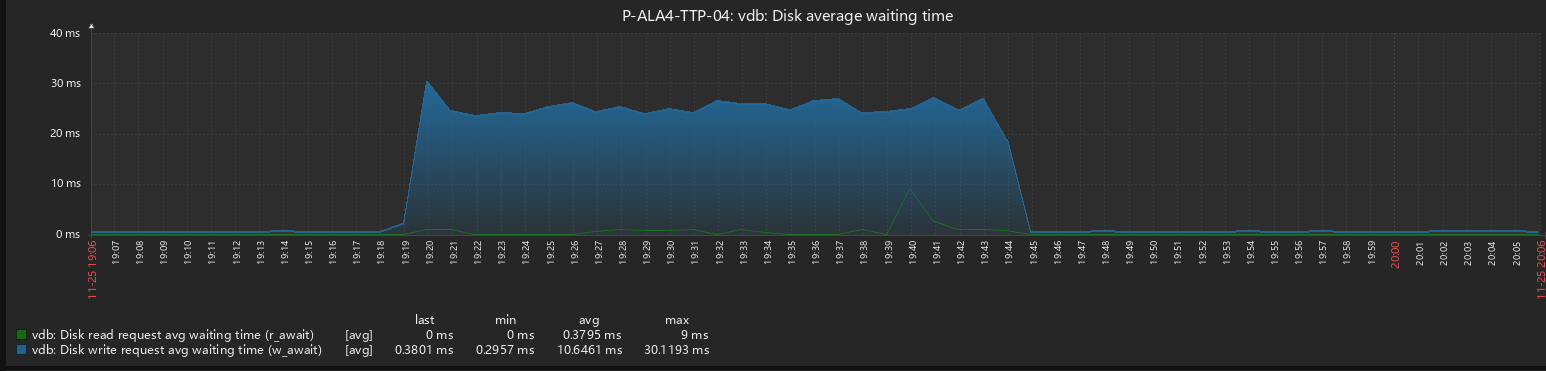 P-ALA4-TTP-04: vdb: Disk average waiting time
40 ms
30 ms
20 ms
10 ms
0 ms
11-25 19:06 19:07 19:08 19:09 19:10 19:11 19:12 19:13 19:14 19:15 19:16 19:17 19:18 19:19 19:20 19:21 19:22 19:23 19:24 19:25 19:26 19:27 19:28 19:29 19:30 19:31 19:32 19:33 19:34 19:35 19:36 19:37 19:38 19:39 19:40 19:41 19:42 19:43 19:44 19:45 19:46 19:47 19:48 19:49 19:50 19:51 19:52 19:53 19:54 19:55 19:56 19:57 19:58 19:59 20:00 20:01 20:02 20:03 20:04 20:05 11-25 20:06
last min avg max
vdb: Disk read request avg waiting time (r_await) [avg] 0 ms 0 ms 0.3795 ms 9 ms
vdb: Disk write request avg waiting time (w_await) [avg] 0.3801 ms 0.2957 ms 10.6461 ms 30.1193 ms